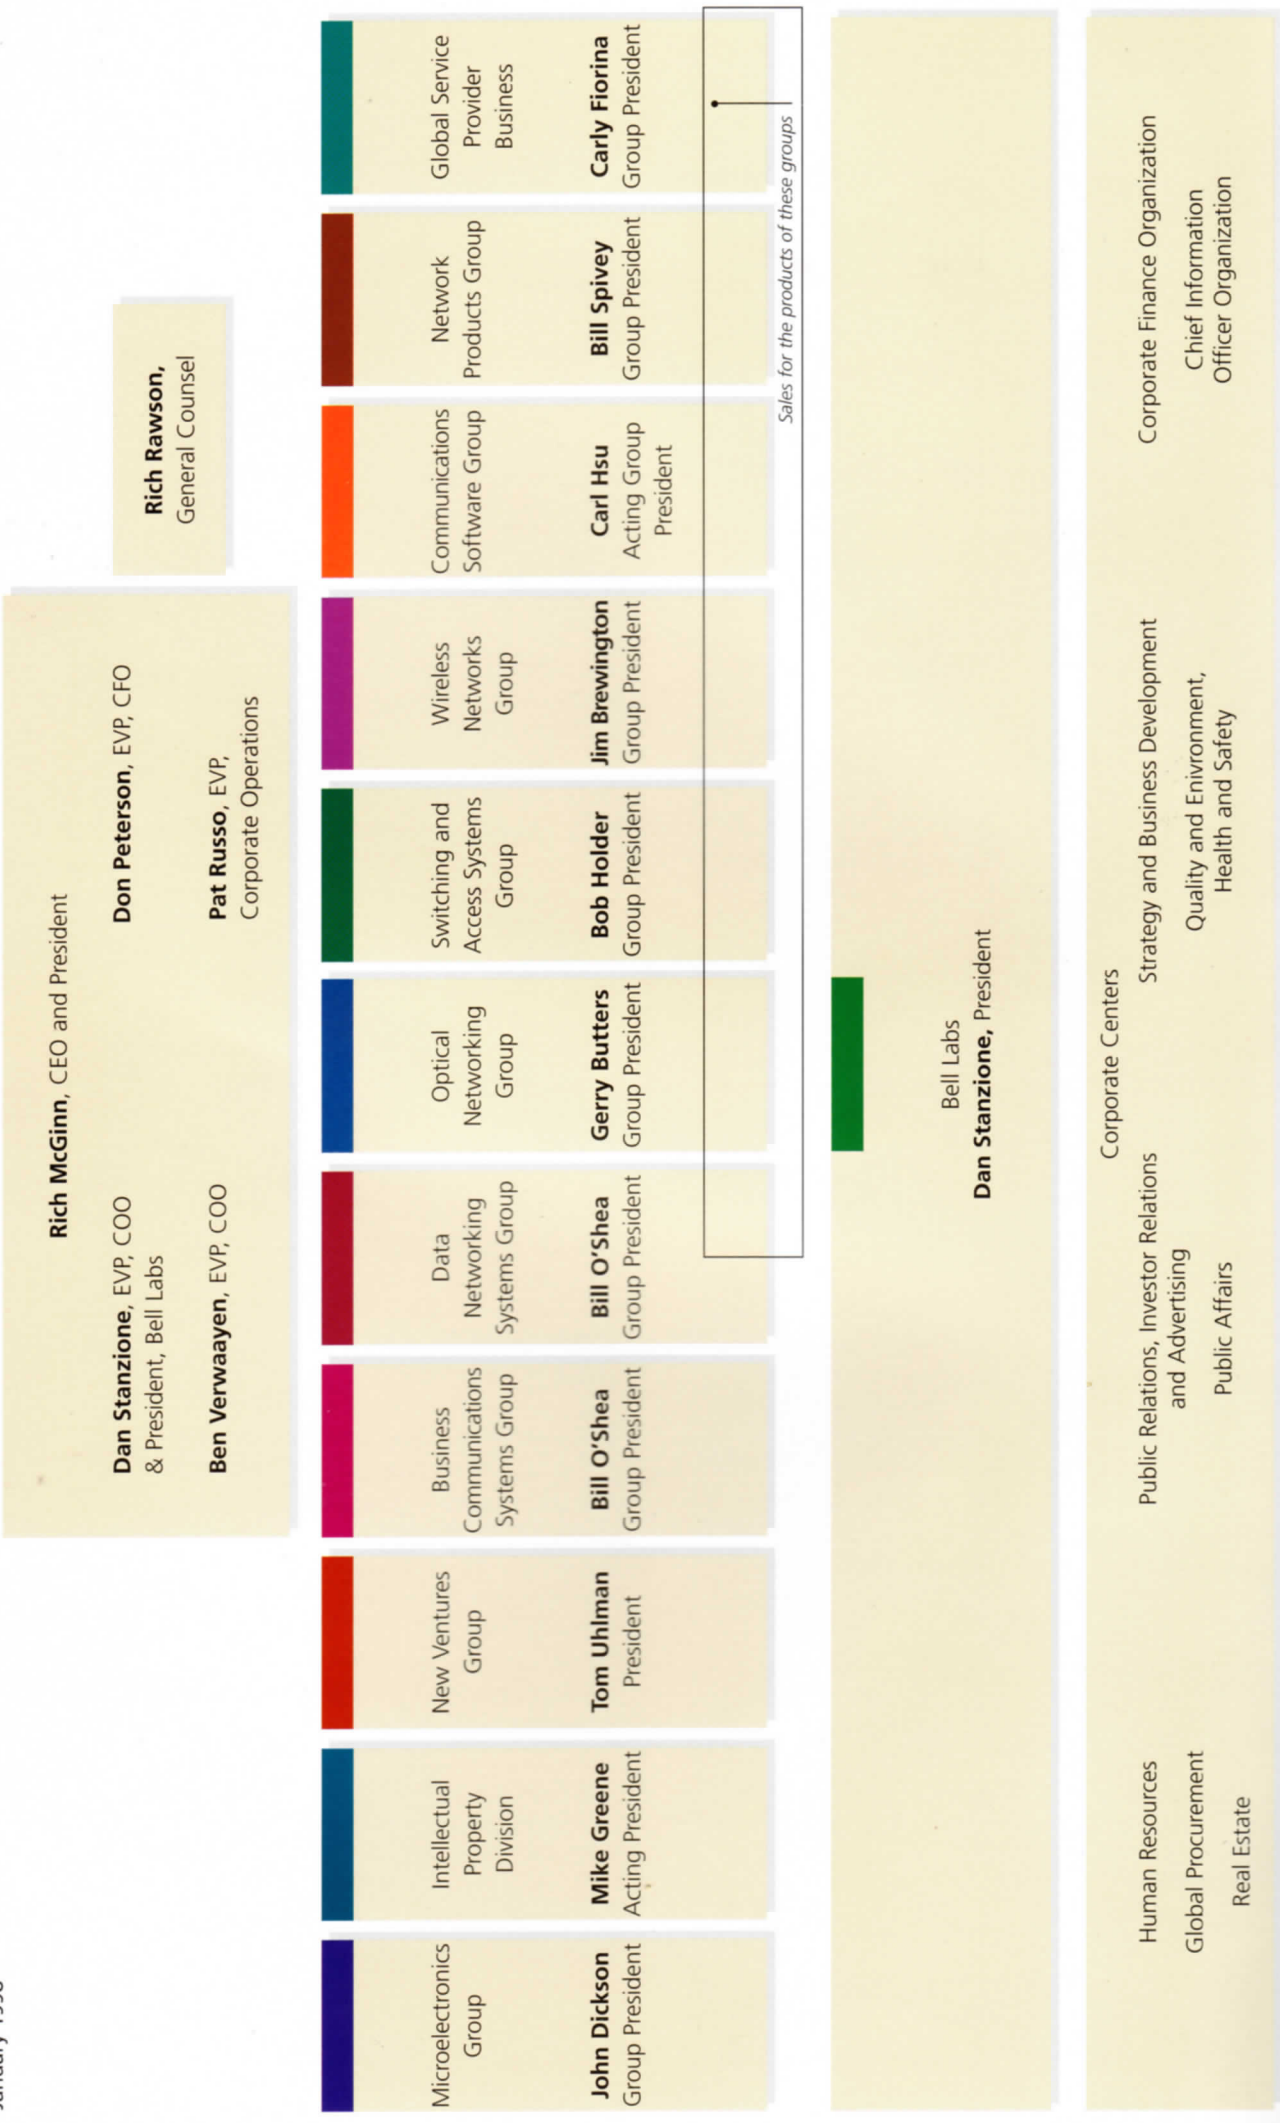 January 1998
Rich McGinn, CEO and President
Dan Stanzione, EVP, COO
& President, Bell Labs
Don Peterson, EVP, CFO
Ben Verwaayen, EVP, COO
Pat Russo, EVP,
Corporate Operations
Rich Rawson,
General Counsel
Microelectronics
Group
John Dickson
Group President
Intellectual
Property
Division
Mike Greene
Acting President
New Ventures
Group
Tom Uhlman
President
Business
Communications
Systems Group
Bill O'Shea
Group President
Data
Networking
Systems Group
Bill O'Shea
Group President
Optical
Networking
Group
Gerry Butters
Group President
Switching and
Access Systems
Group
Bob Holder
Group President
Wireless
Networks
Group
Jim Brewington
Group President
Communications
Software Group
Carl Hsu
Acting Group
President
Network
Products Group
Bill Spivey
Group President
Global Service
Provider
Business
Carly Fiorina
Group President
Sales for the products of these groups
Bell Labs
Dan Stanzione, President
Corporate Centers
Human Resources
Global Procurement
Real Estate
Public Relations, Investor Relations
and Advertising
Public Affairs
Strategy and Business Development
Quality and Enivronment,
Health and Safety
Corporate Finance Organization
Chief Information
Officer Organization